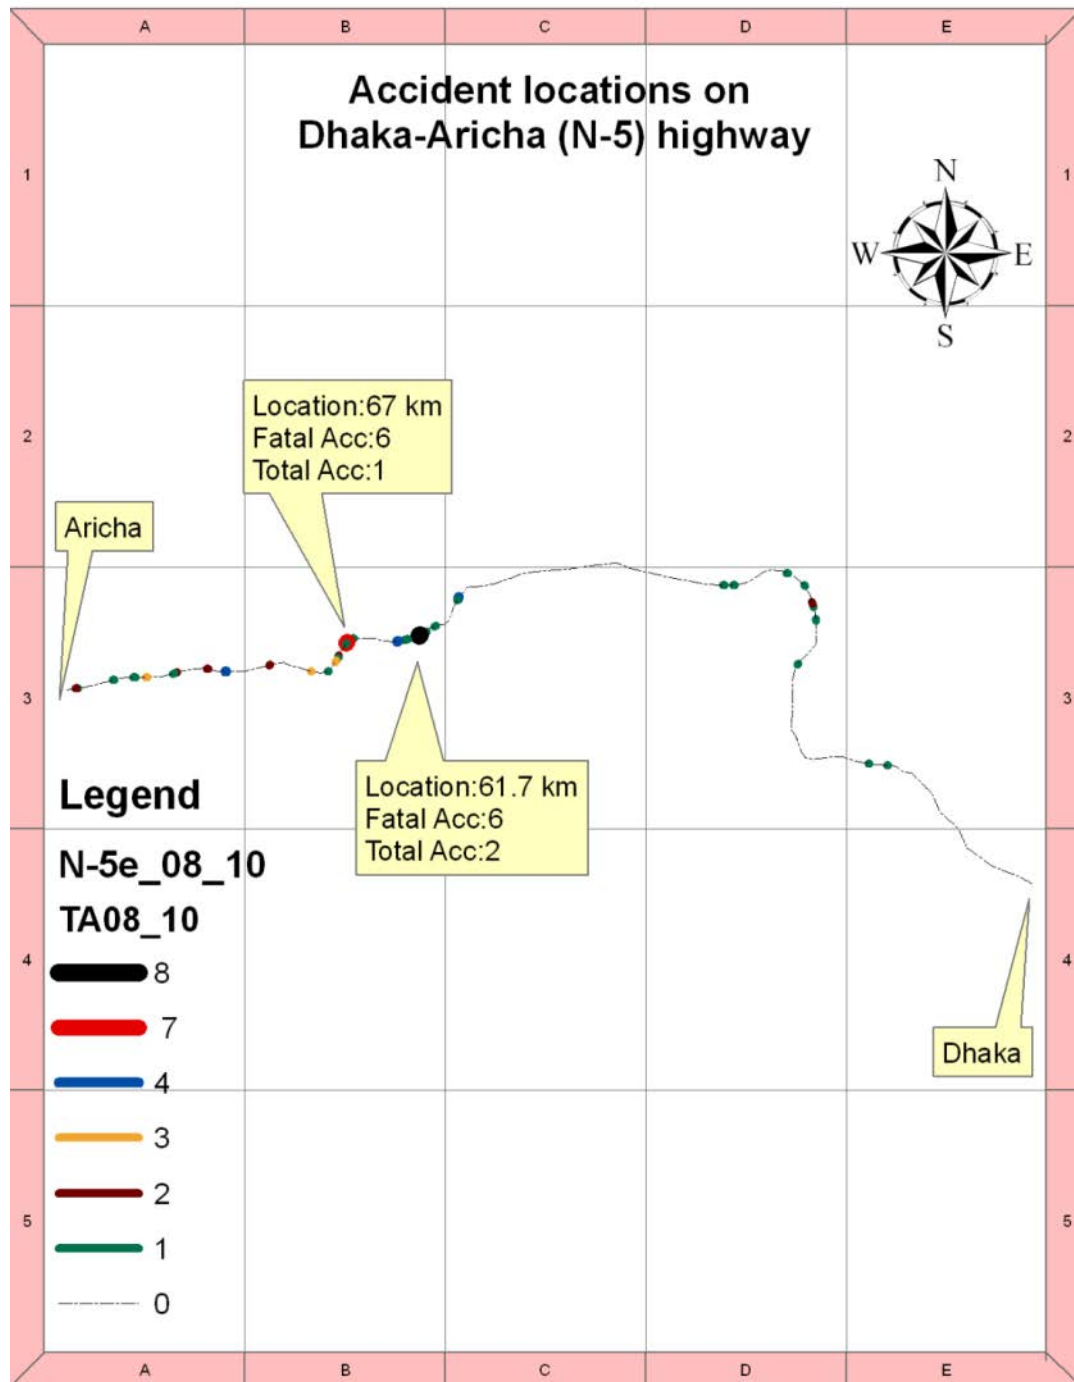 A B C D E
Accident locations on
Dhaka-Aricha (N-5) highway
1 1
N
W E
S
2 2
Location:67 km
Fatal Acc:6
Total Acc:1
Aricha
3 3
Location:61.7 km
Fatal Acc:6
Total Acc:2
Legend
N-5e_08_10
TA08_10
4 4
8
7
4
3
2
1
0
Dhaka
5 5
A B C D E